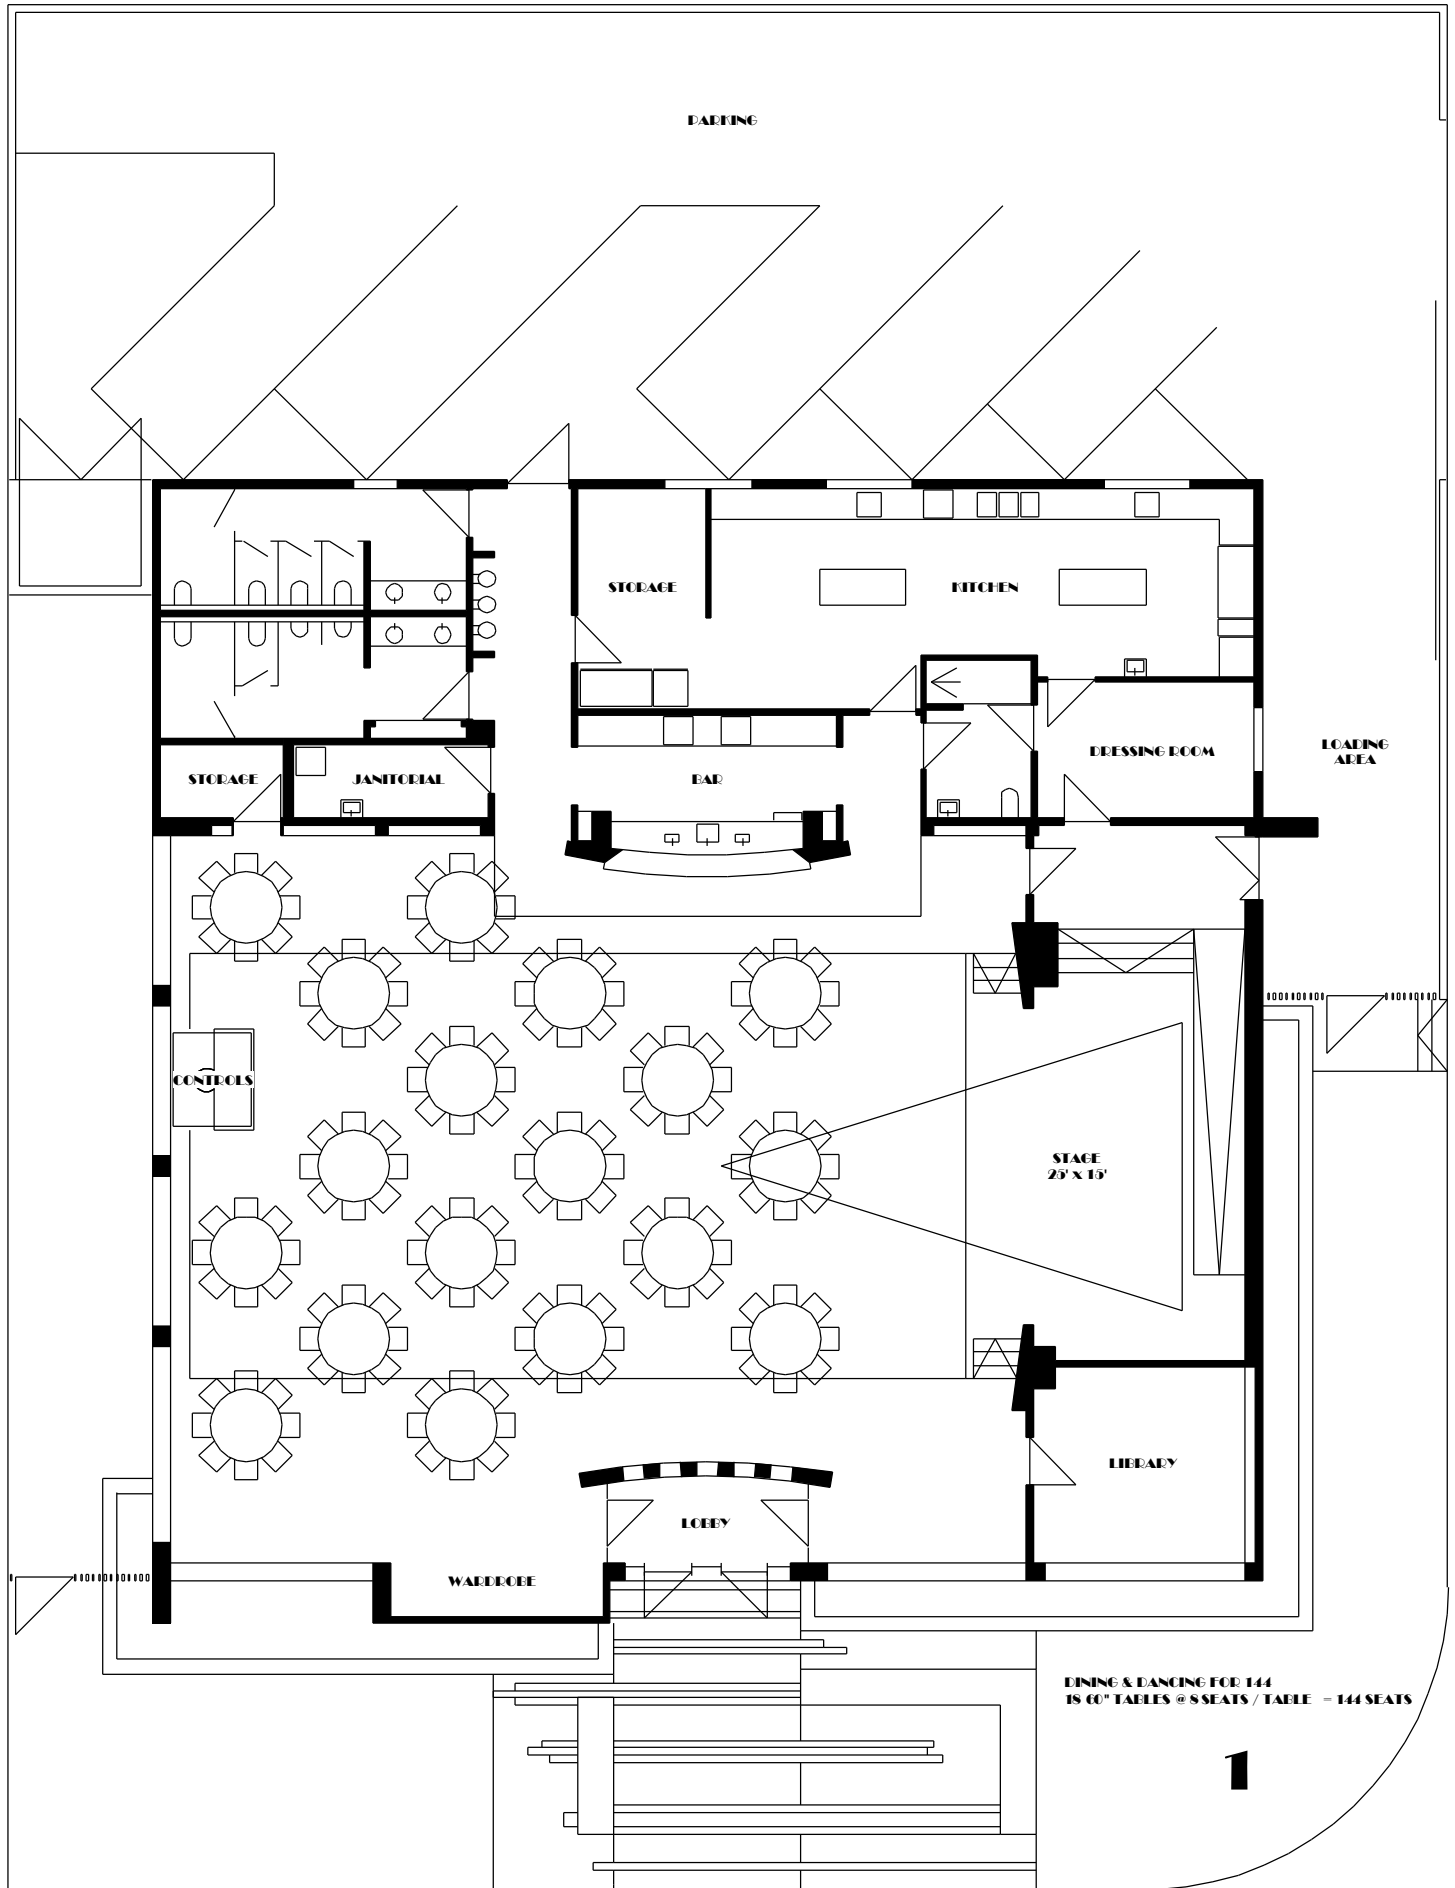 PARKING
STORAGE
KITCHEN
STORAGE
JANITORIAL
BAR
DRESSING ROOM
LOADING
AREA
CONTROLS
STAGE
25' X 15'
LIBRARY
LOBBY
WARDROBE
DINING & DANCING FOR 144
18 60" TABLES @ 8 SEATS / TABLE = 144 SEATS
1